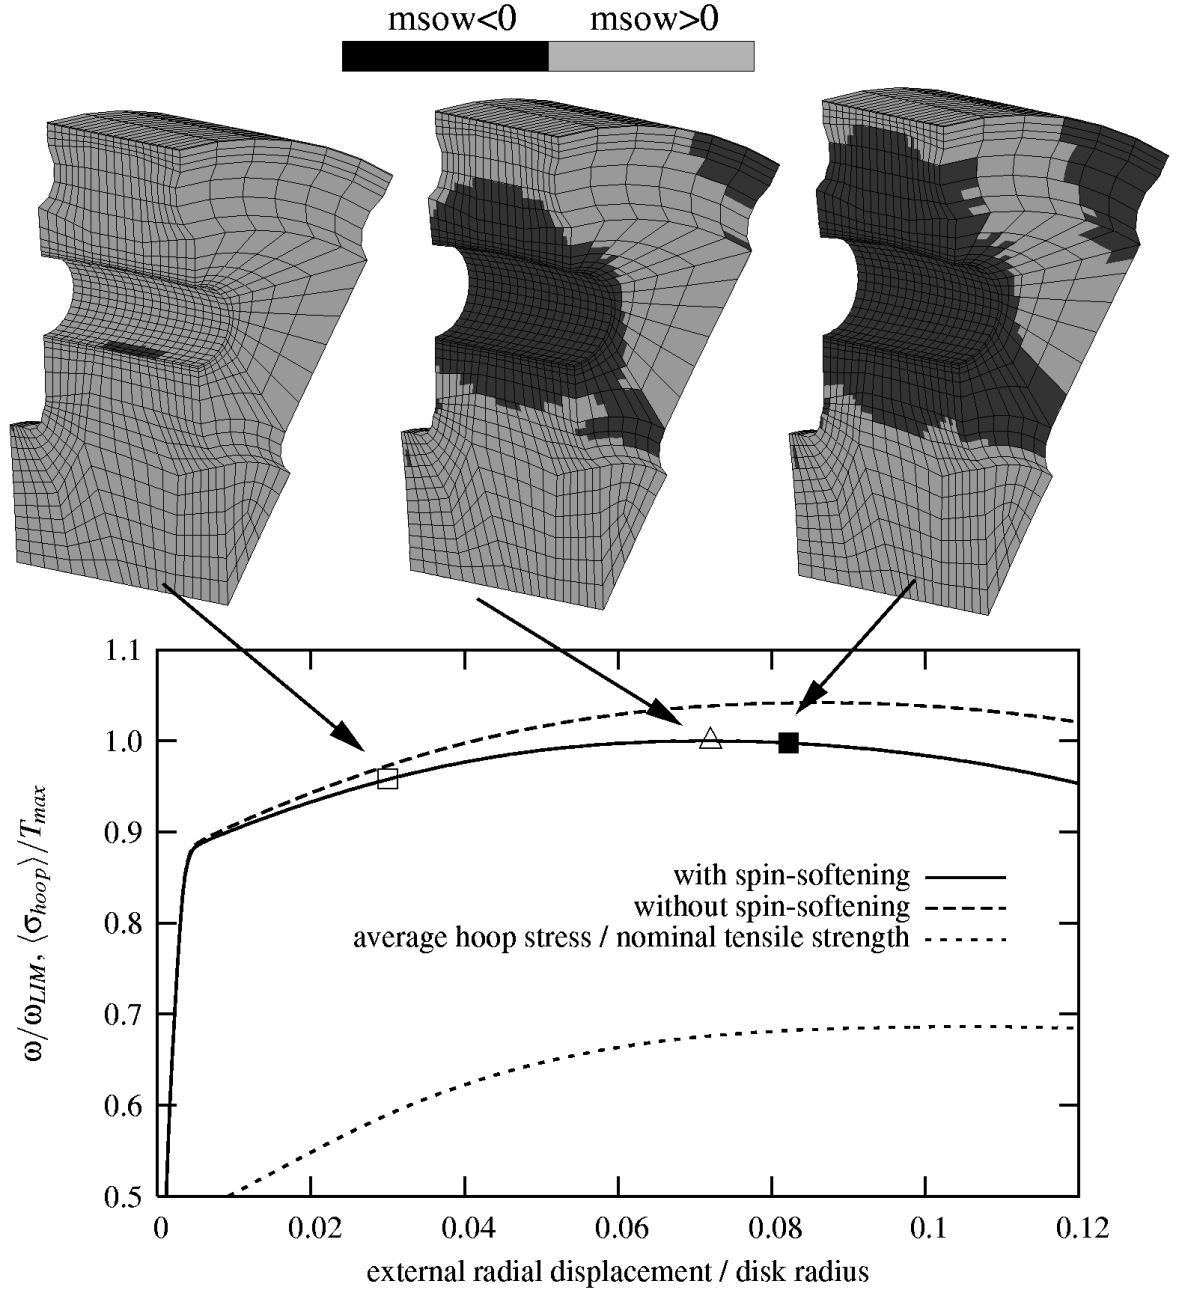 msow<0 msow>0
1.1
1.0
0.9
0.8
0.7
0.6
0.5
ω/ω_LIM, ⟨σ_hoop⟩/T_max
with spin-softening
without spin-softening
average hoop stress / nominal tensile strength
0 0.02 0.04 0.06 0.08 0.1 0.12
external radial displacement / disk radius